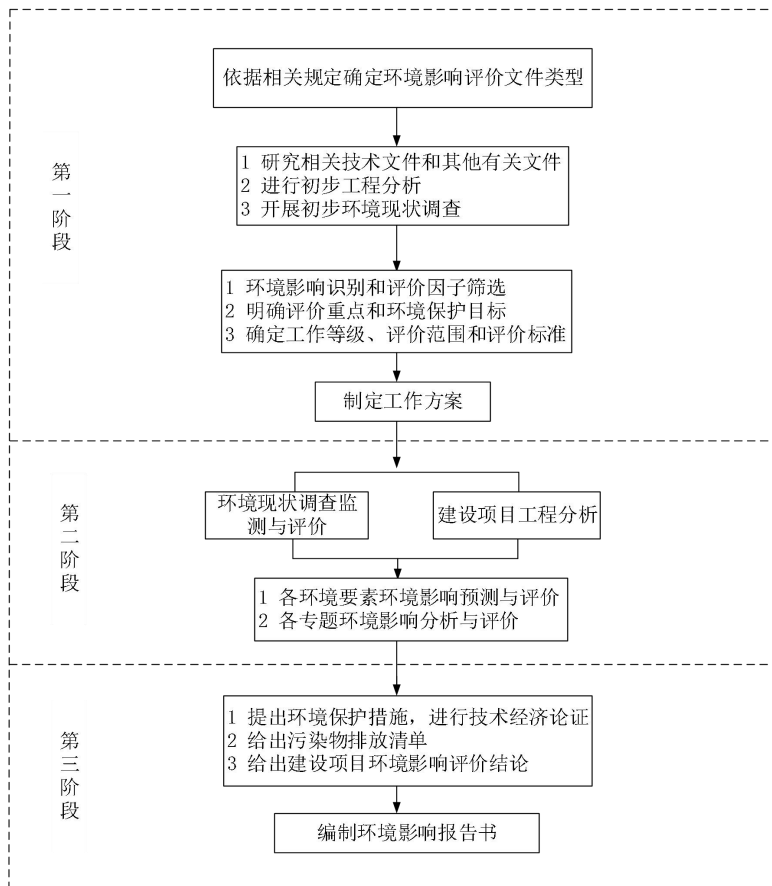 依据相关规定确定环境影响评价文件类型
第一阶段
1 研究相关技术文件和其他有关文件
2 进行初步工程分析
3 开展初步环境现状调查
1 环境影响识别和评价因子筛选
2 明确评价重点和环境保护目标
3 确定工作等级、评价范围和评价标准
制定工作方案
第二阶段
环境现状调查监
测与评价
建设项目工程分析
1 各环境要素环境影响预测与评价
2 各专题环境影响分析与评价
第三阶段
1 提出环境保护措施，进行技术经济论证
2 给出污染物排放清单
3 给出建设项目环境影响评价结论
编制环境影响报告书